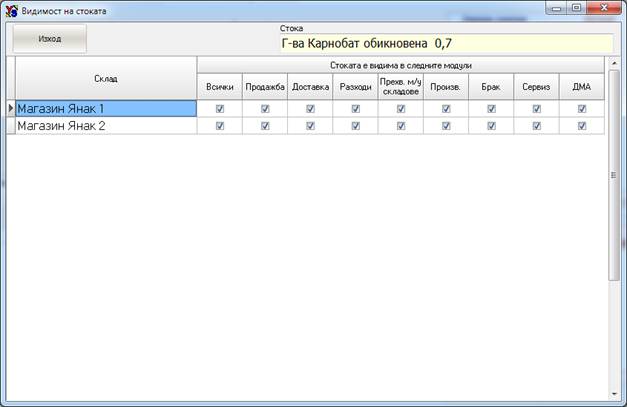 Видимост на стоката
Изход
Стока
Г-ва Карнобат обикновена 0,7
Склад
Стоката е видима в следните модули
Всички Продажба Доставка Разходи Прехв. м/у складове Произв. Брак Сервиз ДМА
Магазин Янак 1
Магазин Янак 2